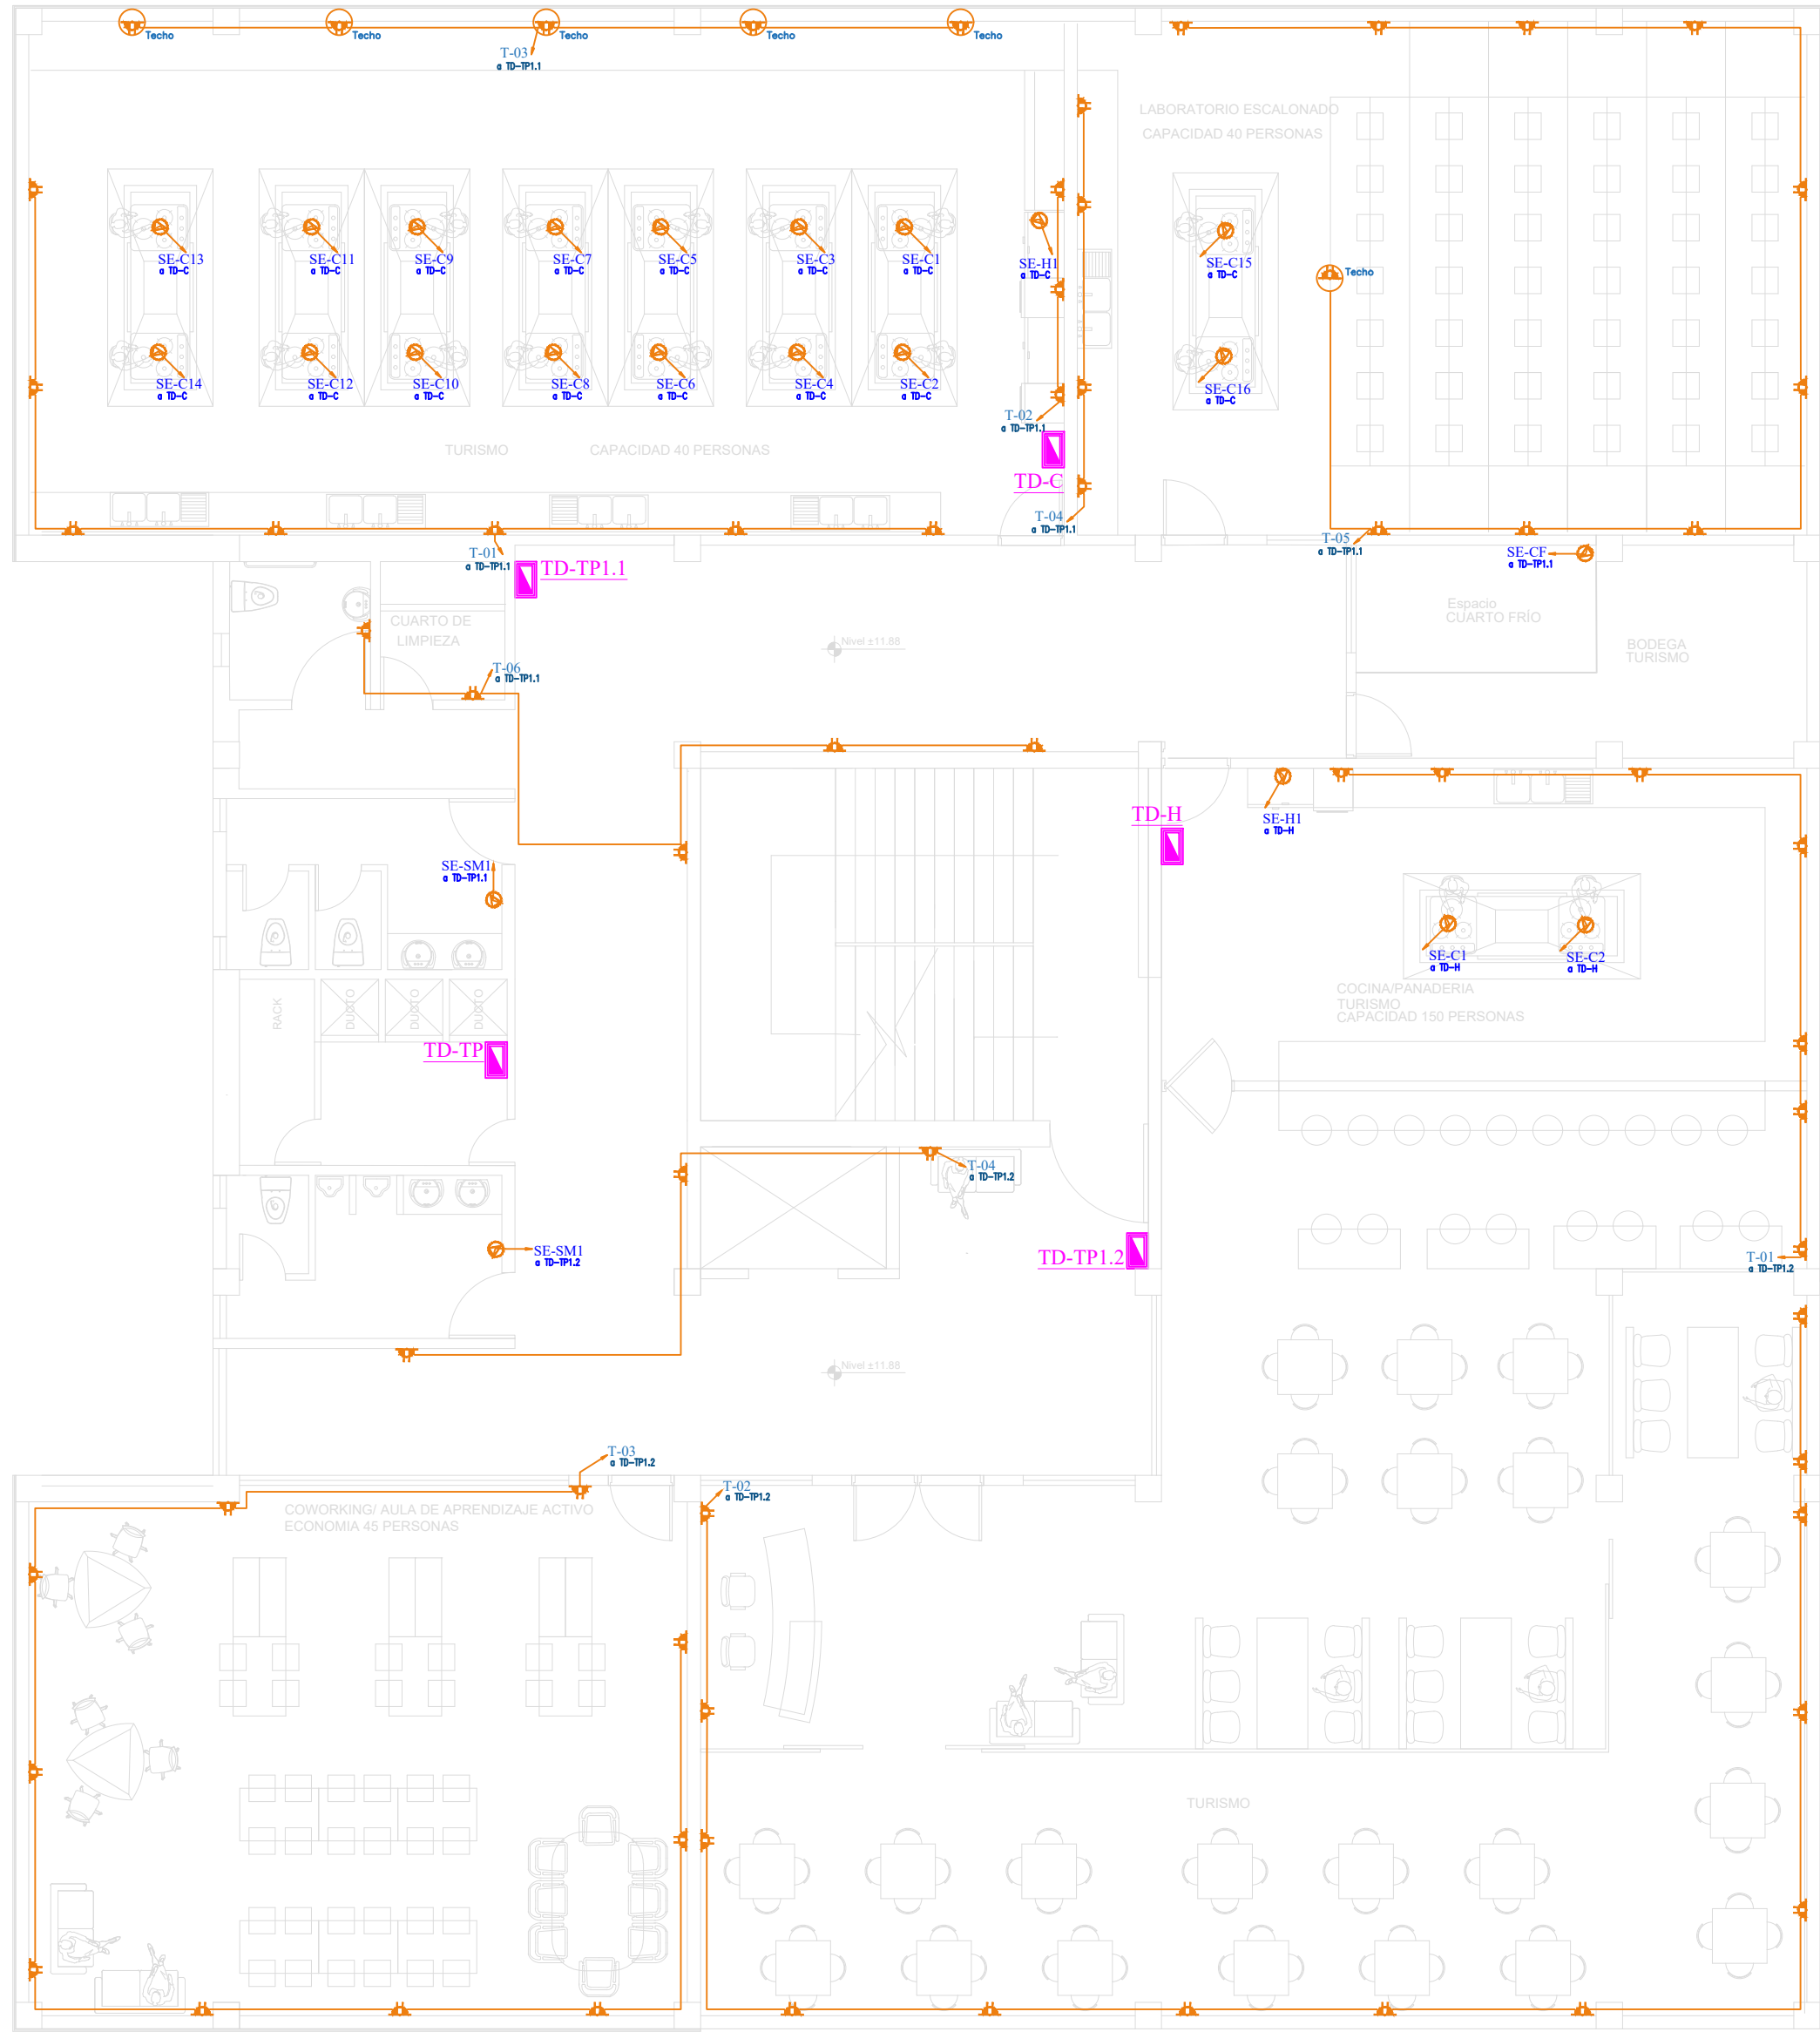 Techo
Techo
Techo
Techo
Techo
T-03
a TD-TP1.1
LABORATORIO ESCALONADO
CAPACIDAD 40 PERSONAS
SE-C13
a TD-C
SE-C11
a TD-C
SE-C9
a TD-C
SE-C7
a TD-C
SE-C5
a TD-C
SE-C3
a TD-C
SE-C1
a TD-C
SE-H1
a TD-C
SE-C15
a TD-C
Techo
SE-C14
a TD-C
SE-C12
a TD-C
SE-C10
a TD-C
SE-C8
a TD-C
SE-C6
a TD-C
SE-C4
a TD-C
SE-C2
a TD-C
SE-C16
a TD-C
T-02
a TD-TP1.1
TURISMO
CAPACIDAD 40 PERSONAS
TD-C
T-04
a TD-TP1.1
T-05
a TD-TP1.1
T-01
a TD-TP1.1
TD-TP1.1
SE-CF
a TD-TP1.1
Espacio
CUARTO FRÍO
CUARTO DE
LIMPIEZA
Nivel ±11.88
BODEGA
TURISMO
T-06
a TD-TP1.1
TD-H
SE-H1
a TD-H
SE-SM1
a TD-TP1.1
SE-C1
a TD-H
SE-C2
a TD-H
COCINA/PANADERIA
TURISMO
CAPACIDAD 150 PERSONAS
RACK
DUCTO
DUCTO
DUCTO
TD-TP
T-04
a TD-TP1.2
SE-SM1
a TD-TP1.2
TD-TP1.2
T-01
a TD-TP1.2
Nivel ±11.88
T-03
a TD-TP1.2
T-02
a TD-TP1.2
COWORKING/ AULA DE APRENDIZAJE ACTIVO
ECONOMIA 45 PERSONAS
TURISMO